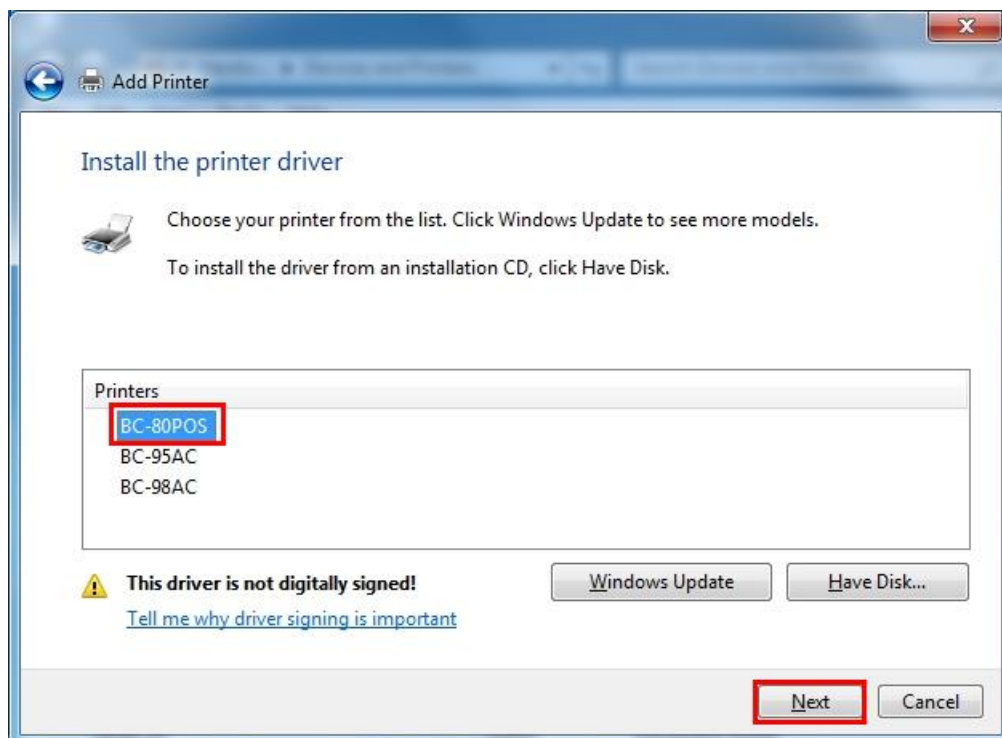 Add Printer
Install the printer driver
Choose your printer from the list. Click Windows Update to see more models.
To install the driver from an installation CD, click Have Disk.
Printers
BC-80POS
BC-95AC
BC-98AC
This driver is not digitally signed!
Windows Update
Have Disk...
Tell me why driver signing is important
Next
Cancel